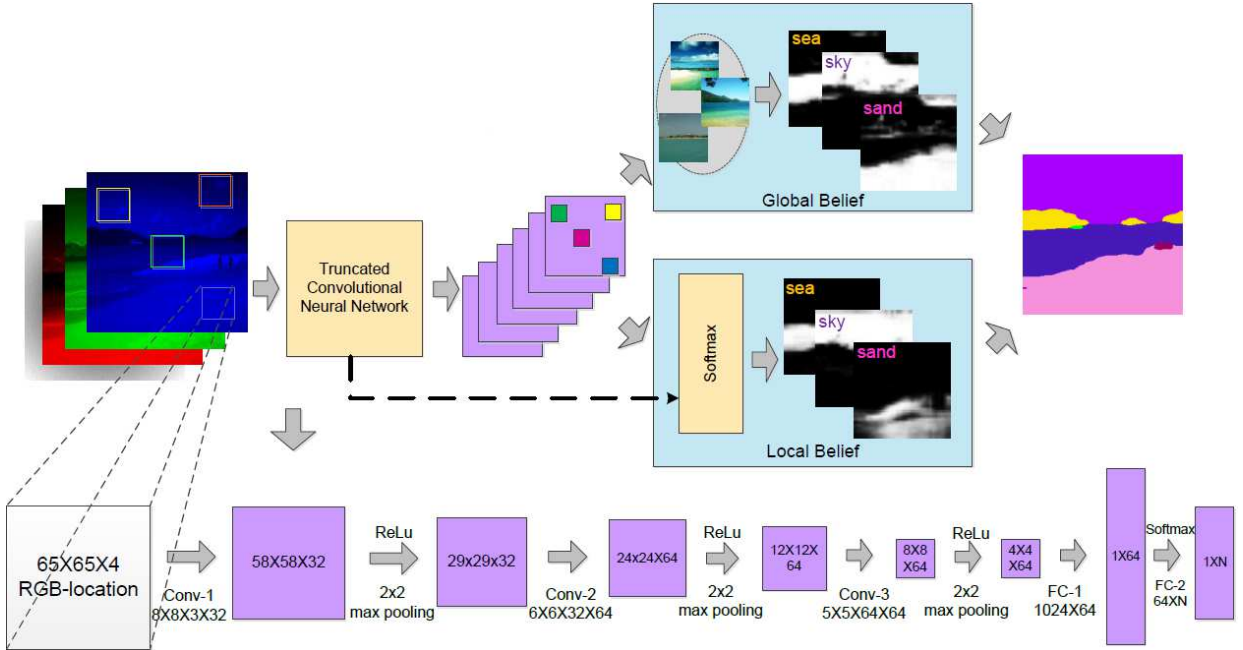 sea
sky
sand
Global Belief
Truncated
Convolutional
Neural Network
Softmax
sea
sky
sand
Local Belief
65X65X4
RGB-location
Conv-1
8X8X3X32
58X58X32
ReLu
2x2
max pooling
29x29x32
Conv-2
6X6X32X64
24x24X64
ReLu
2x2
max pooling
12X12X
64
Conv-3
5X5X64X64
8X8
X64
ReLu
2x2
max pooling
4X4
X64
FC-1
1024X64
1X64
Softmax
FC-2
64XN
1XN